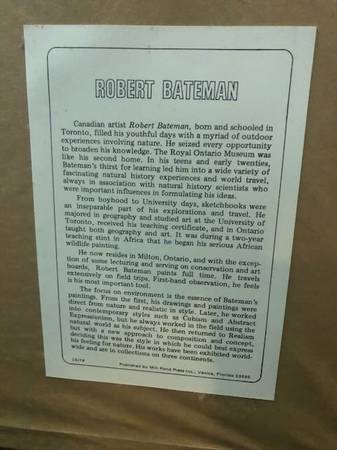 ROBERT BATEMAN
Canadian artist Robert Bateman, born and schooled in
Toronto, filled his youthful days with a myriad of outdoor
experiences involving nature. He seized every opportunity
to broaden his knowledge. The Royal Ontario Museum was
like his second home. In his teens and early twenties,
Bateman's thirst for learning led him into a wide variety of
fascinating natural history experiences and world travel,
always in association with natural history scientists who
were important influences in formulating his ideas.
From boyhood to University days, sketchbooks were
an inseparable part of his explorations and travel. He
majored in geography and studied art at the University of
Toronto, received his teaching certificate, and in Ontario
taught both geography and art. It was during a two-year
teaching stint in Africa that he began his serious African
wildlife painting.
He now resides in Milton, Ontario, and with the excep-
tion of some lecturing and serving on conservation and art
boards, Robert Bateman paints full time. He travels
extensively on field trips. First-hand observation, he feels
is his most important tool.
The focus on environment is the essence of Bateman's
paintings. From the first, his drawings and paintings were
direct from nature and realistic in style. Later, he worked
into contemporary styles such as Cubism and Abstract
Expressionism, but he always worked in the field using the
natural world as his subject. He then returned to Realism
but with a new approach to composition and concept,
deciding this was the style in which he could best express
his feeling for nature. His works have been exhibited world-
wide and are in collections on three continents.
Published by Mill Pond Press Inc., Venice, Florida 33595